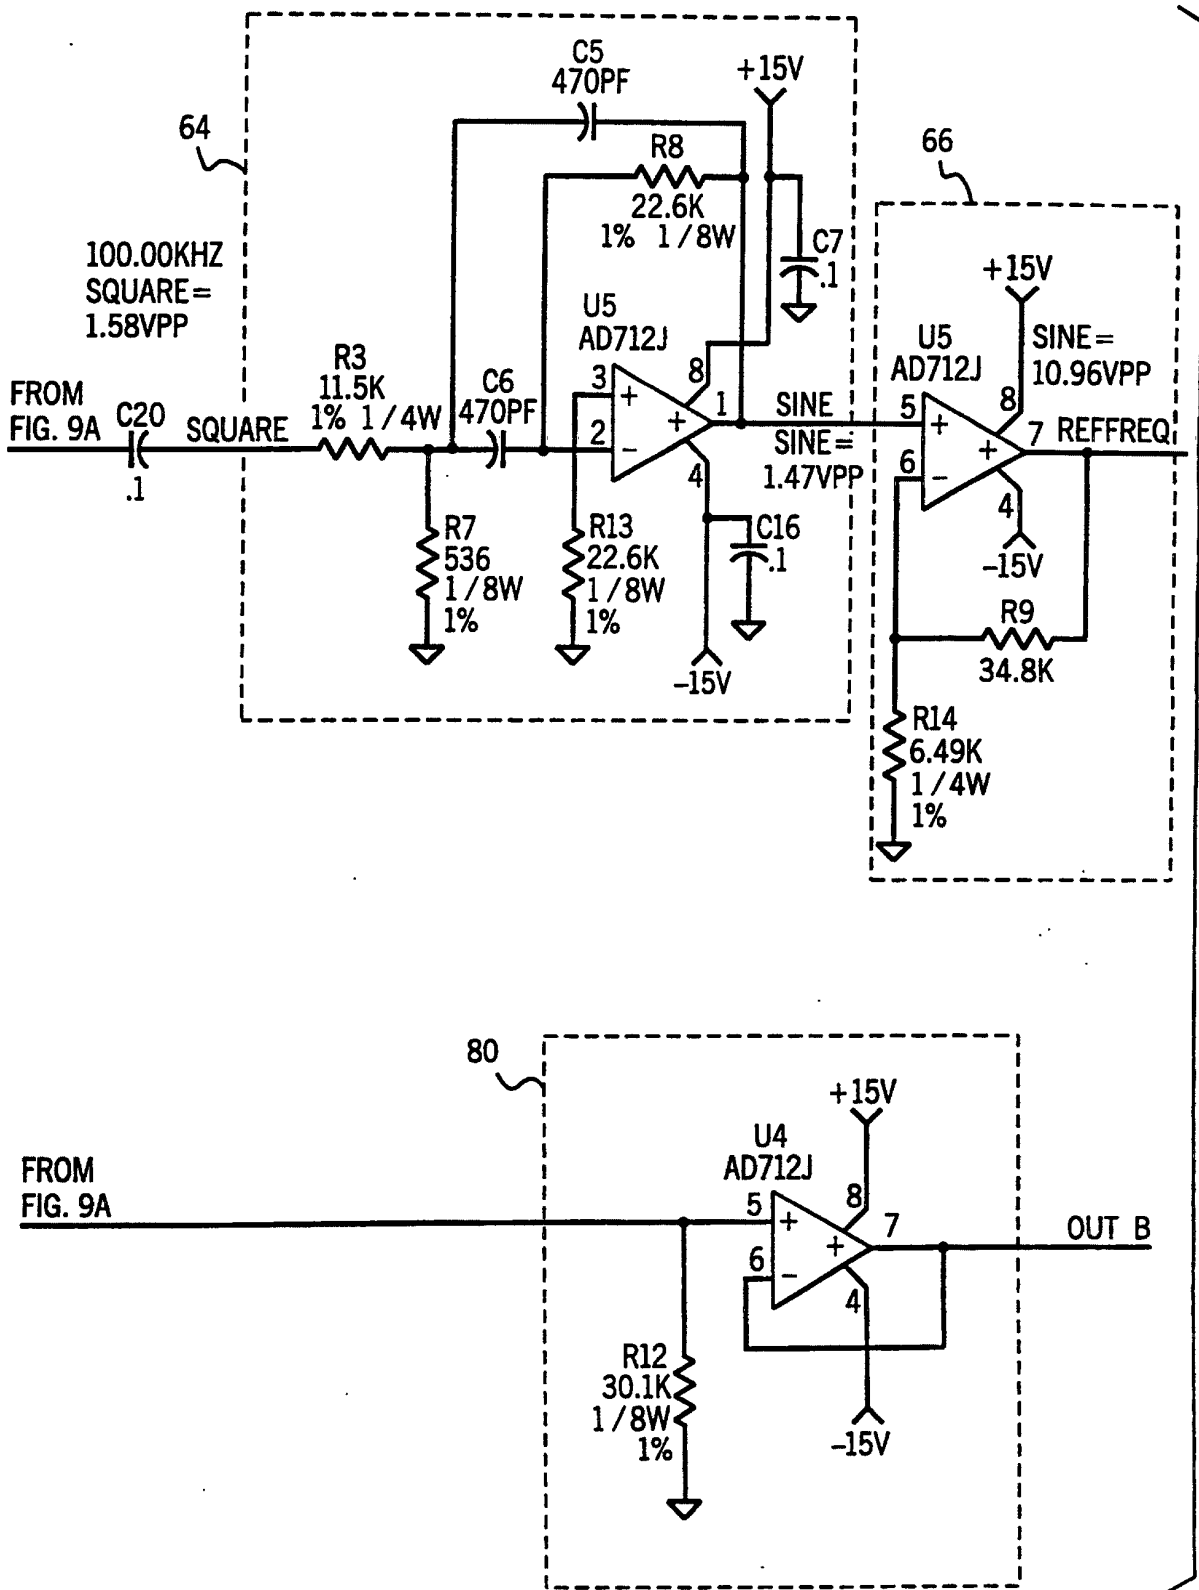 64
C5
470PF
+15V
R8
22.6K
1% 1/8W
C7
.1
66
100.00KHZ
SQUARE=
1.58VPP
U5
AD712J
+15V
U5
AD712J
SINE=
10.96VPP
FROM
FIG. 9A
C20
.1
SQUARE
R3
11.5K
1% 1/4W
C6
470PF
3
+
2
−
+
8
1
4
SINE
SINE=
1.47VPP
5
+
6
−
+
8
7
4
REFFREQ
−15V
R7
536
1/8W
1%
R13
22.6K
1/8W
1%
C16
.1
−15V
R9
34.8K
R14
6.49K
1/4W
1%
80
+15V
U4
AD712J
FROM
FIG. 9A
5
+
6
−
+
8
7
4
OUT B
R12
30.1K
1/8W
1%
−15V